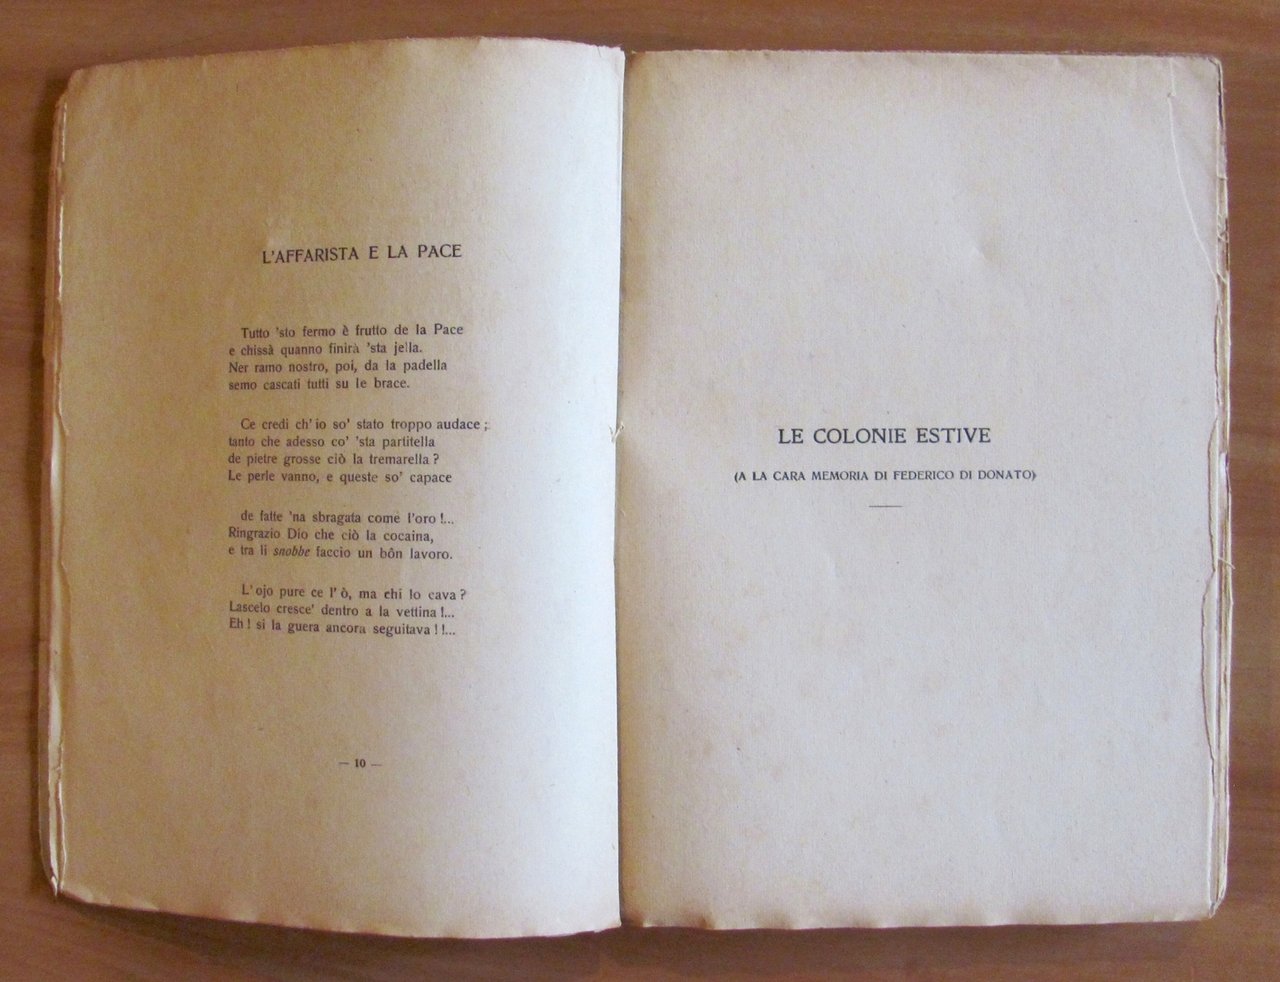 L'AFFARISTA E LA PACE
Tutto 'sto fermo è frutto de la Pace
e chissà quanno finirà 'sta jella.
Ner ramo nostro, poi, da la padella
semo cascati tutti su le brace.
Ce credi ch'io so' stato troppo audace ;
tanto che adesso co' 'sta partitella
de pietre grosse ciò la tremarella ?
Le perle vanno, e queste so' capace
de fatte 'na sbragata come l'oro !...
Ringrazio Dio che ciò la cocaina,
e tra li snobbe faccio un bôn lavoro.
L'ojo pure ce l'ò, ma chi lo cava ?
Lascelo cresce' dentro a la vettina !...
Eh ! si la guera ancora seguitava ! !...
— 10 —
LE COLONIE ESTIVE
(A LA CARA MEMORIA DI FEDERICO DI DONATO)